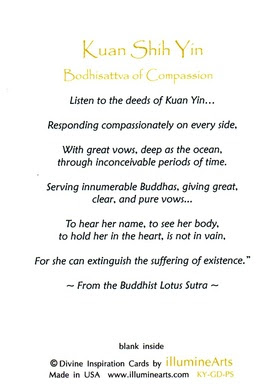 Kuan Shih Yin
Bodhisattva of Compassion
Listen to the deeds of Kuan Yin...
Responding compassionately on every side,
With great vows, deep as the ocean,
through inconceivable periods of time.
Serving innumerable Buddhas, giving great,
clear, and pure vows...
To hear her name, to see her body,
to hold her in the heart, is not in vain,
For she can extinguish the suffering of existence."
~ From the Buddhist Lotus Sutra ~
blank inside
© Divine Inspiration Cards by illumineArts
Made in USA www.illuminearts.com KY-GD-PS